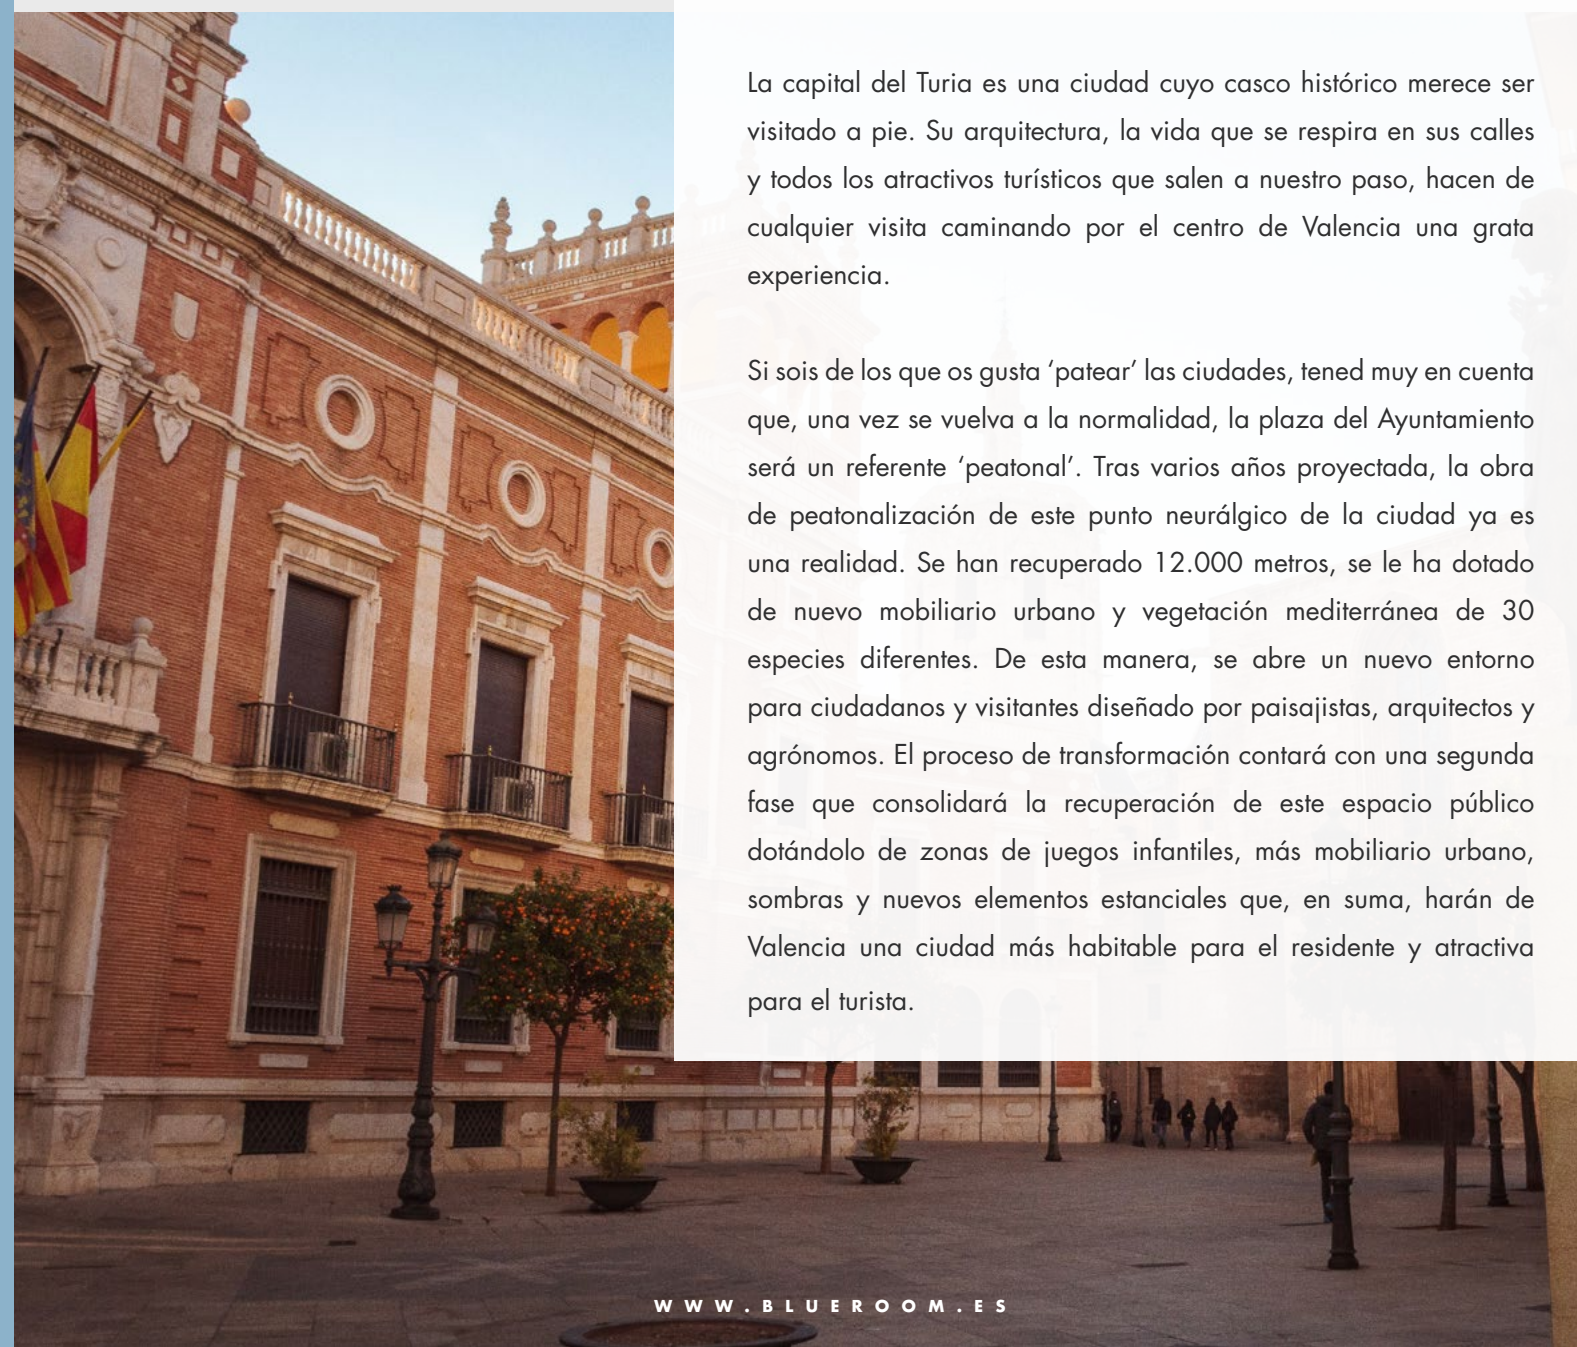 La capital del Turia es una ciudad cuyo casco histórico merece ser
visitado a pie. Su arquitectura, la vida que se respira en sus calles
y todos los atractivos turísticos que salen a nuestro paso, hacen de
cualquier visita caminando por el centro de Valencia una grata
experiencia.
Si sois de los que os gusta ‘patear’ las ciudades, tened muy en cuenta
que, una vez se vuelva a la normalidad, la plaza del Ayuntamiento
será un referente ‘peatonal’. Tras varios años proyectada, la obra
de peatonalización de este punto neurálgico de la ciudad ya es
una realidad. Se han recuperado 12.000 metros, se le ha dotado
de nuevo mobiliario urbano y vegetación mediterránea de 30
especies diferentes. De esta manera, se abre un nuevo entorno
para ciudadanos y visitantes diseñado por paisajistas, arquitectos y
agrónomos. El proceso de transformación contará con una segunda
fase que consolidará la recuperación de este espacio público
dotándolo de zonas de juegos infantiles, más mobiliario urbano,
sombras y nuevos elementos estanciales que, en suma, harán de
Valencia una ciudad más habitable para el residente y atractiva
para el turista.
WWW.BLUEROOM.ES